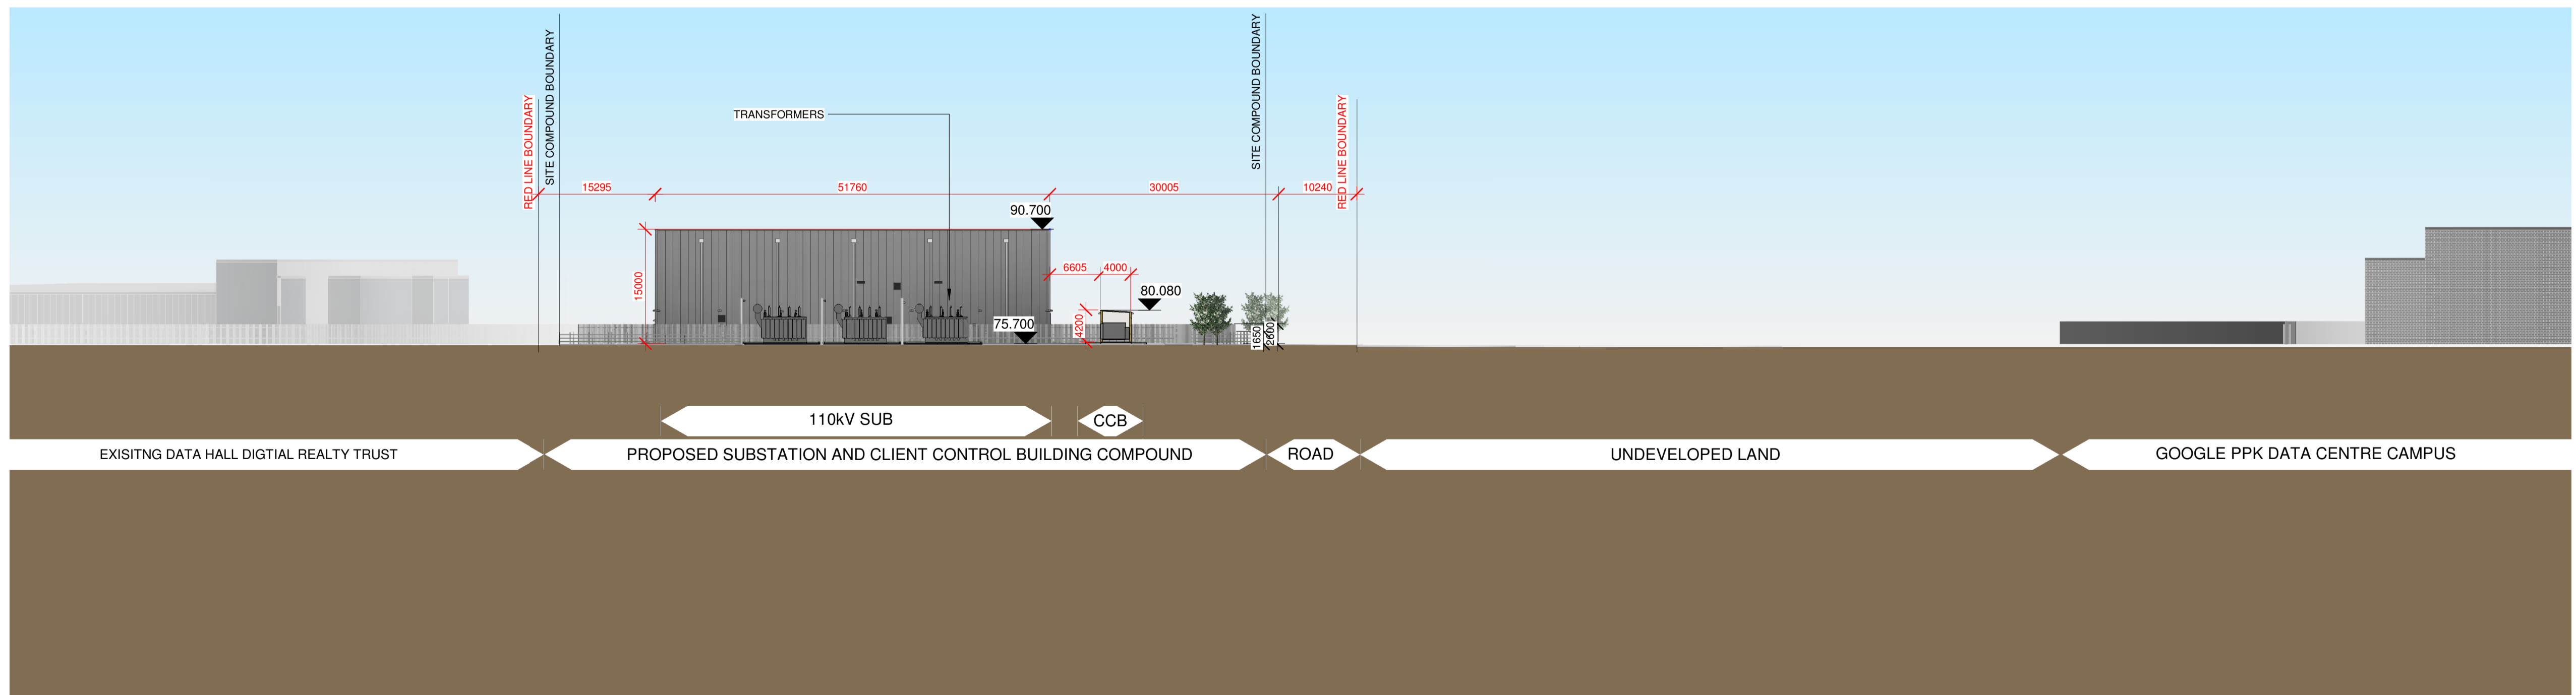 RED LINE BOUNDARY
SITE COMPOUND BOUNDARY
TRANSFORMERS
SITE COMPOUND BOUNDARY
RED LINE BOUNDARY
15295
51760
30005
10240
90.700
15000
6605
4000
80.080
4200
75.700
1650
2600
110kV SUB
CCB
EXISITNG DATA HALL DIGTIAL REALTY TRUST
PROPOSED SUBSTATION AND CLIENT CONTROL BUILDING COMPOUND
ROAD
UNDEVELOPED LAND
GOOGLE PPK DATA CENTRE CAMPUS